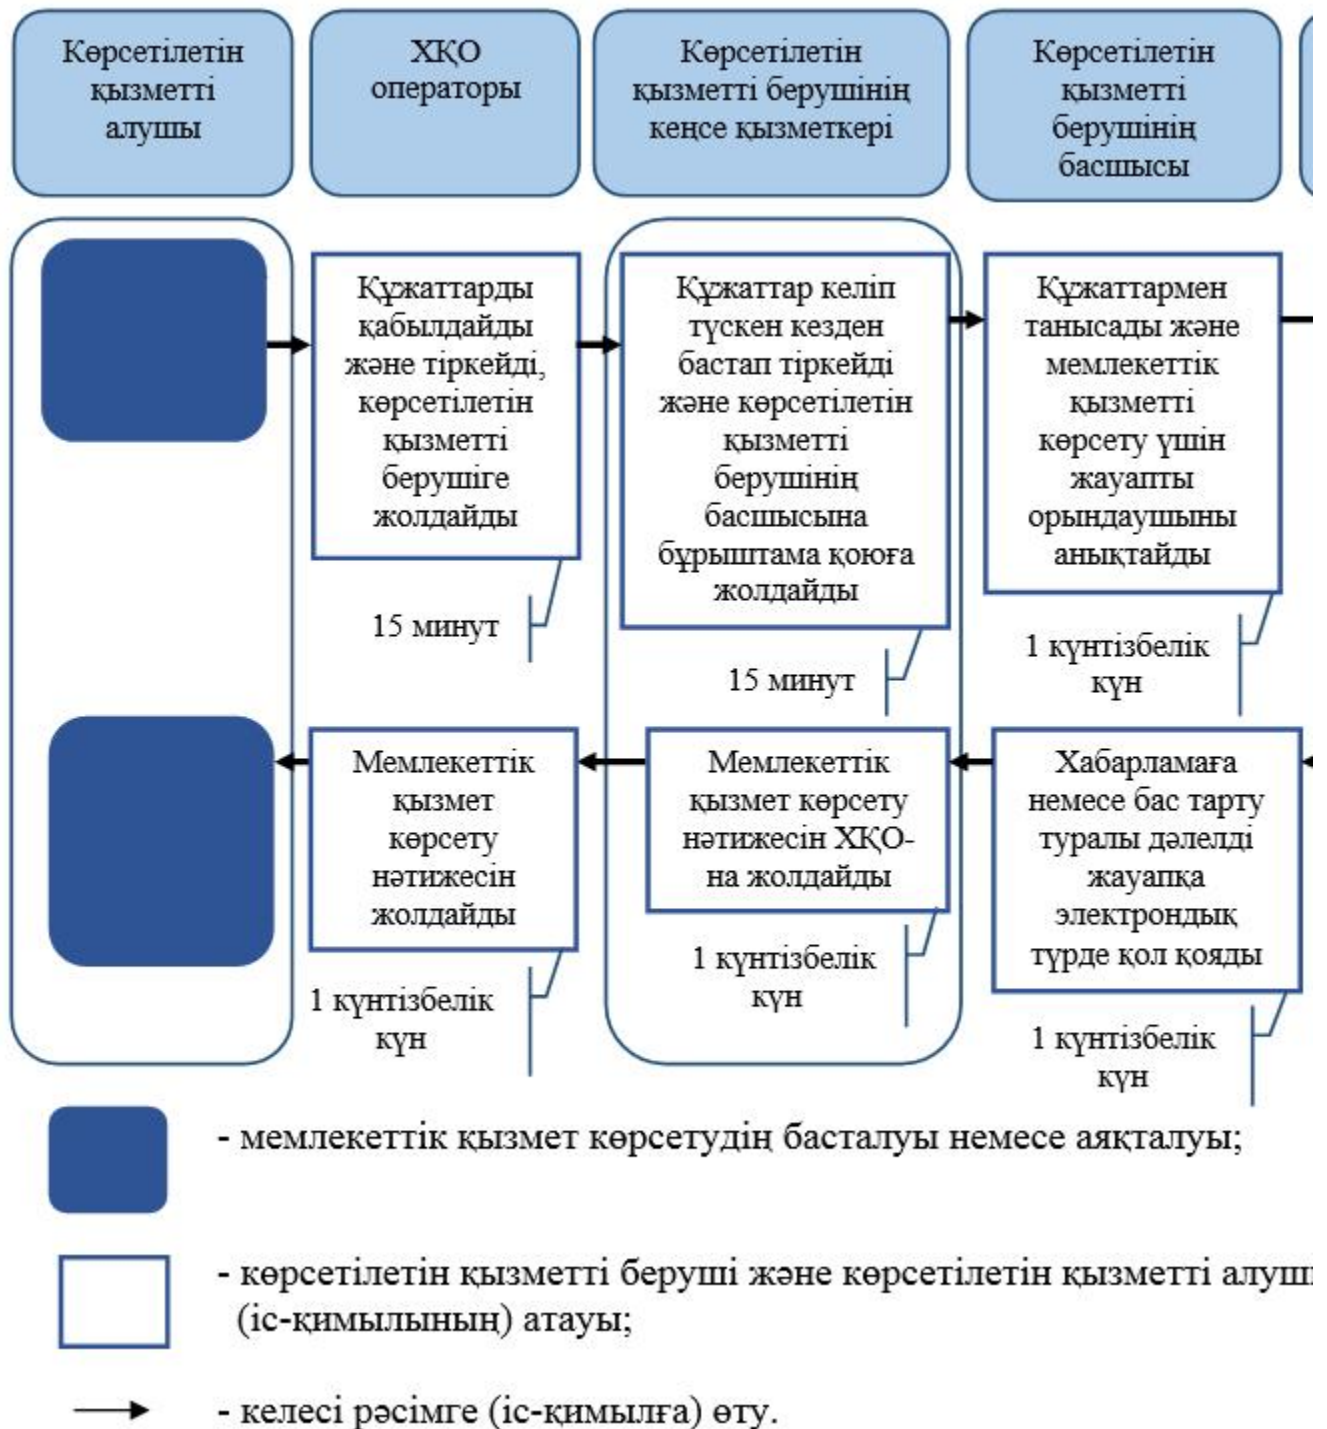 Көрсетілетін
қызметті
алушы
ХҚО
операторы
Көрсетілетін
қызметті берушінің
кеңсе қызметкері
Көрсетілетін
қызметті
берушінің
басшысы
Құжаттарды
қабылдайды
және тіркейді,
көрсетілетін
қызметті
берушіге
жолдайды
15 минут
Құжаттар келіп
түскен кезден
бастап тіркейді
және көрсетілетін
қызметті
берушінің
басшысына
бұрыштама қоюға
жолдайды
15 минут
Құжаттармен
танысады және
мемлекеттік
қызметті
көрсету үшін
жауапты
орындаушыны
анықтайды
1 күнтізбелік
күн
Мемлекеттік
қызмет
көрсету
нәтижесін
жолдайды
1 күнтізбелік
күн
Мемлекеттік
қызмет көрсету
нәтижесін ХҚО-
на жолдайды
1 күнтізбелік
күн
Хабарламаға
немесе бас тарту
туралы дәлелді
жауапқа
электрондық
түрде қол қояды
1 күнтізбелік
күн
- мемлекеттік қызмет көрсетудің басталуы немесе аяқталуы;
- көрсетілетін қызметті беруші және көрсетілетін қызметті
(іс-қимылының) атауы;
- келесі рәсімге (іс-қимылға) өту.